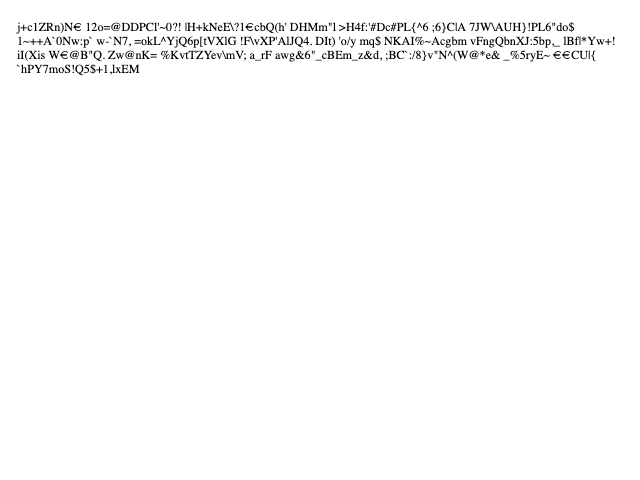 j+c1ZRn)N€ 12o=@DDPCl'~0?! lH+kNeE\?1€cbQ(h' DHMm"l >H4f:'#Dc#PL{^6 ;6}C|A 7JW\AUH}!PL6"do$
1~++A`0Nw:p` w-`N7, =okL^YjQ6p[tVXlG !F\vXP'AlJQ4. DIt) 'o/y mq$ NKAI%~Acgbm vFngQbnXJ:5bp,_ lBf|*Yw+!
iI(Xis W€@B"Q. Zw@nK= %KvtTZYev\mV; a_rF awg&6"_cBEm_z&d, ;BC`:/8}v"N^(W@*e& _%5ryE~ €€CU|{
`hPY7moS!Q5$+1,lxEM